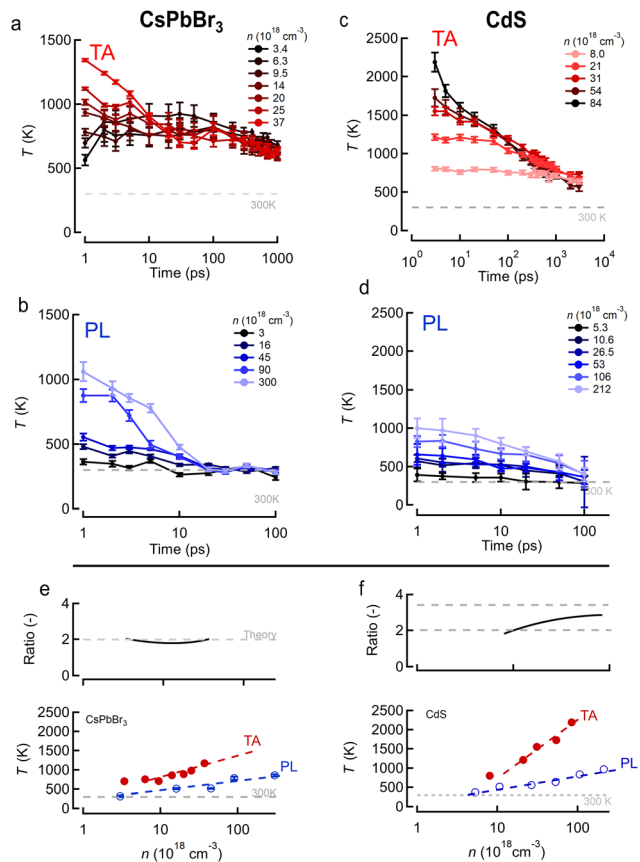 CsPbBr3
CdS
a
TA
n (10^18 cm^-3)
3.4
6.3
9.5
14
20
25
37
1500
1000
500
0
T (K)
300K
1
10
100
1000
Time (ps)
c
TA
n (10^18 cm^-3)
8.0
21
31
54
84
2500
2000
1500
1000
500
0
T (K)
300 K
10^0
10^1
10^2
10^3
10^4
Time (ps)
b
PL
n (10^18 cm^-3)
3
16
45
90
300
1500
1000
500
0
T (K)
300K
1
10
100
Time (ps)
d
PL
n (10^18 cm^-3)
5.3
10.6
26.5
53
106
212
2500
2000
1500
1000
500
0
T (K)
300 K
1
10
100
Time (ps)
e
4
2
0
Ratio (-)
Theory
CsPbBr3
2500
2000
1500
1000
500
0
T (K)
TA
PL
300K
1
10
100
n (10^18 cm^-3)
f
4
2
0
Ratio (-)
CdS
2500
2000
1500
1000
500
0
T (K)
TA
PL
300 K
1
10
100
n (10^18 cm^-3)